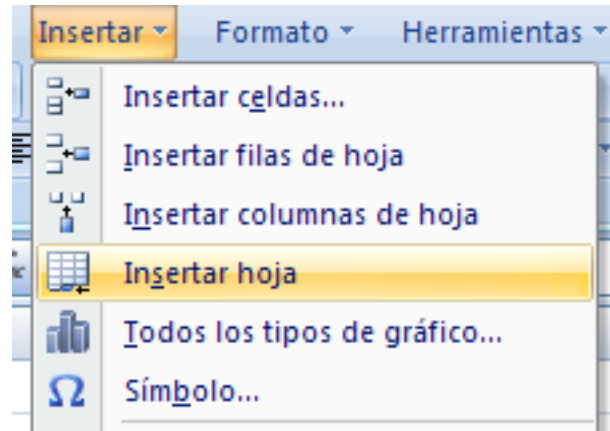 Insertar Formato Herramientas
Insertar celdas...
Insertar filas de hoja
Insertar columnas de hoja
Insertar hoja
Todos los tipos de gráfico...
Símbolo...